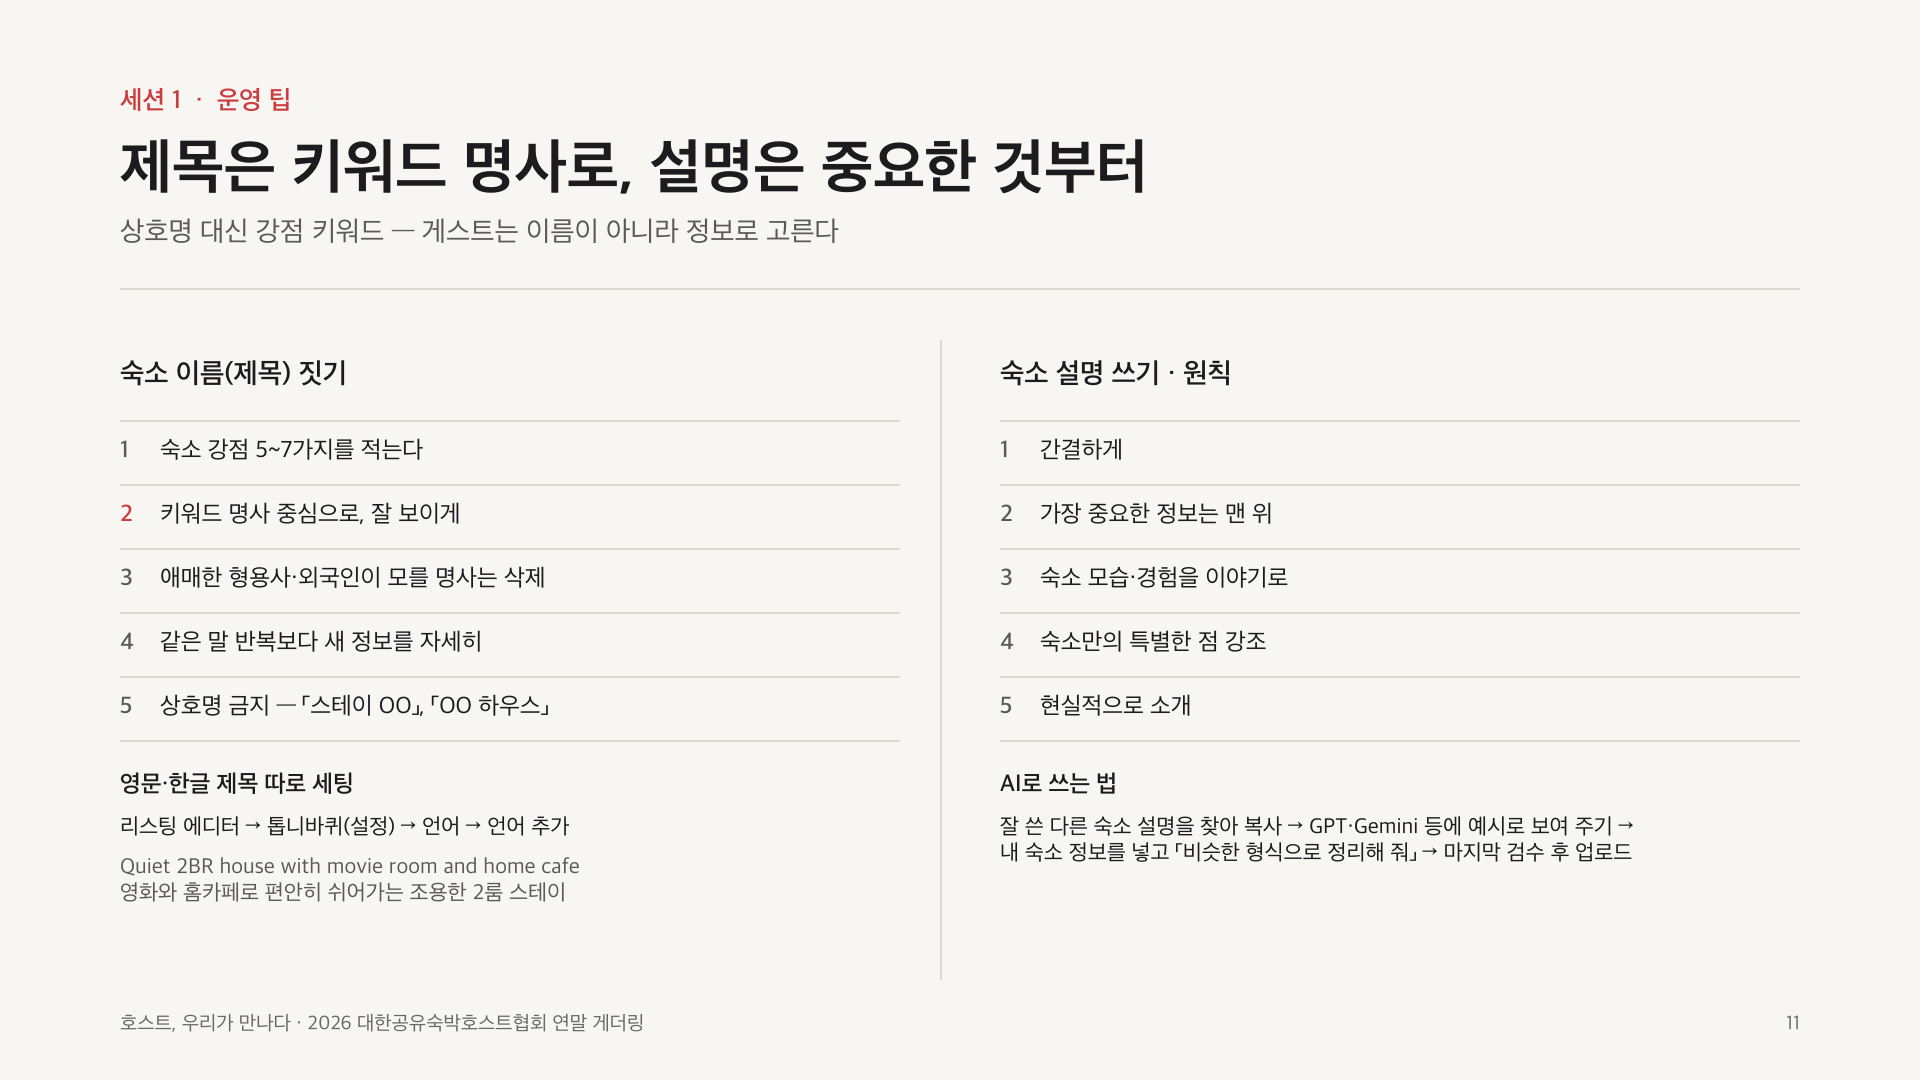 세션 1 · 운영 팁
제목은 키워드 명사로, 설명은 중요한 것부터
상호명 대신 강점 키워드 — 게스트는 이름이 아니라 정보로 고른다
숙소 이름(제목) 짓기
1 숙소 강점 5~7가지를 적는다
2 키워드 명사 중심으로, 잘 보이게
3 애매한 형용사·외국인이 모를 명사는 삭제
4 같은 말 반복보다 새 정보를 자세히
5 상호명 금지 — 「스테이 OO」, 「OO 하우스」
영문·한글 제목 따로 세팅
리스팅 에디터 → 톱니바퀴(설정) → 언어 → 언어 추가
Quiet 2BR house with movie room and home cafe
영화와 홈카페로 편안히 쉬어가는 조용한 2룸 스테이
숙소 설명 쓰기 · 원칙
1 간결하게
2 가장 중요한 정보는 맨 위
3 숙소 모습·경험을 이야기로
4 숙소만의 특별한 점 강조
5 현실적으로 소개
AI로 쓰는 법
잘 쓴 다른 숙소 설명을 찾아 복사 → GPT·Gemini 등에 예시로 보여 주기 →
내 숙소 정보를 넣고 「비슷한 형식으로 정리해 줘」 → 마지막 검수 후 업로드
호스트, 우리가 만나다 · 2026 대한공유숙박호스트협회 연말 게더링
11